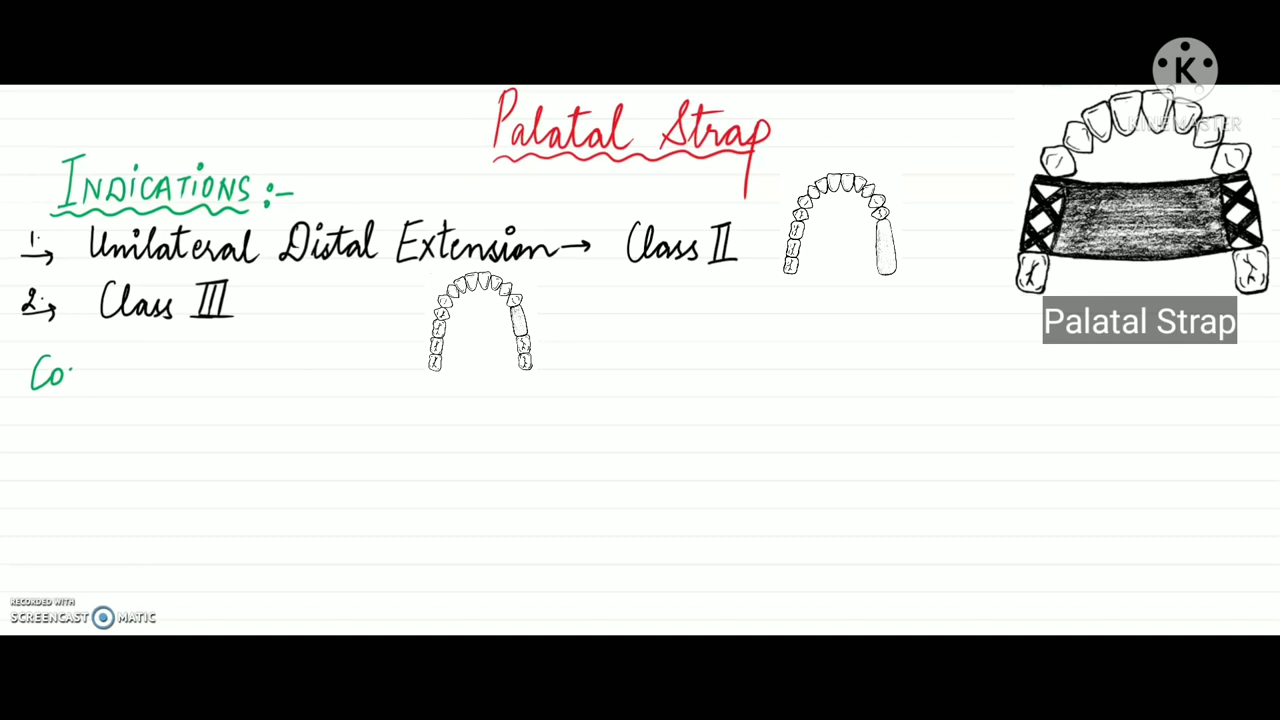 K
KINEMASTER
Palatal Strap
INDICATIONS :-
1. → Unilateral Distal Extension → Class II
2. → Class III
Co
Palatal Strap
RECORDED WITH
SCREENCAST MATIC